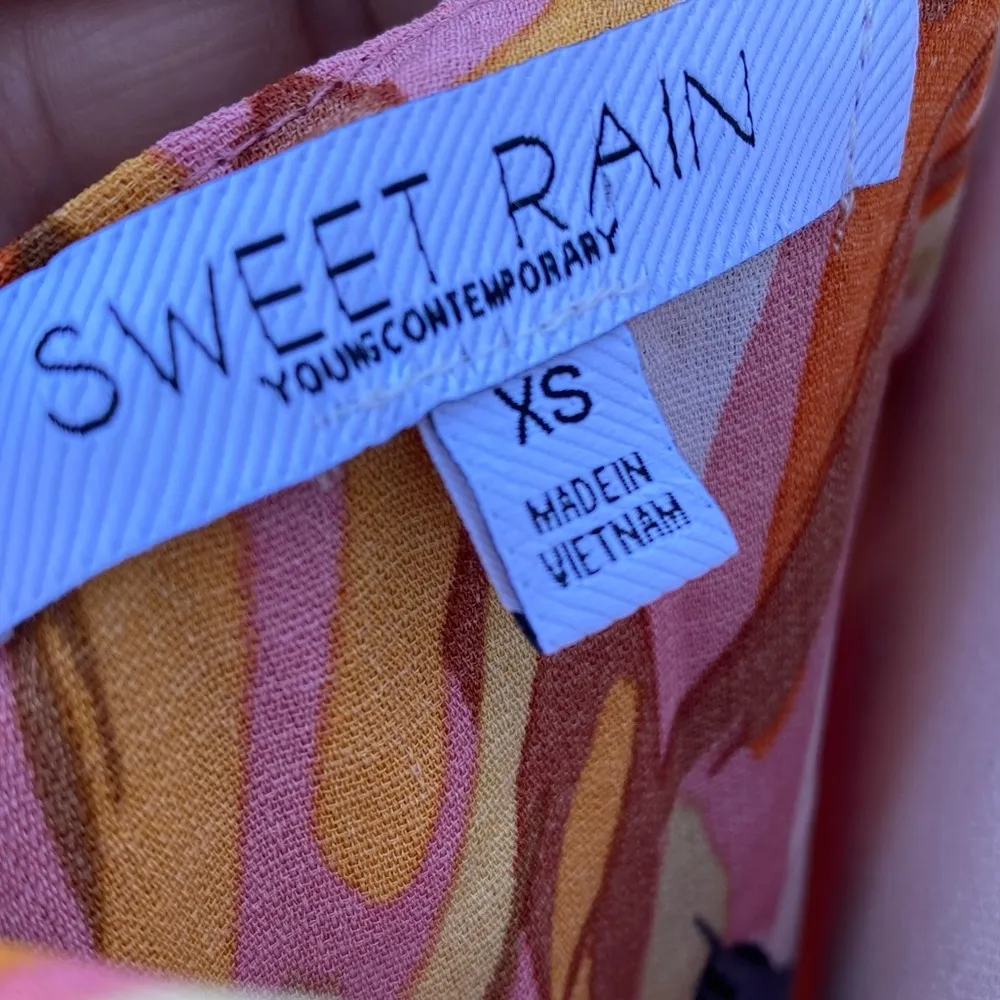 SWEET RAIN
YOUNGCONTEMPORARY
XS
MADE IN
VIETNAM